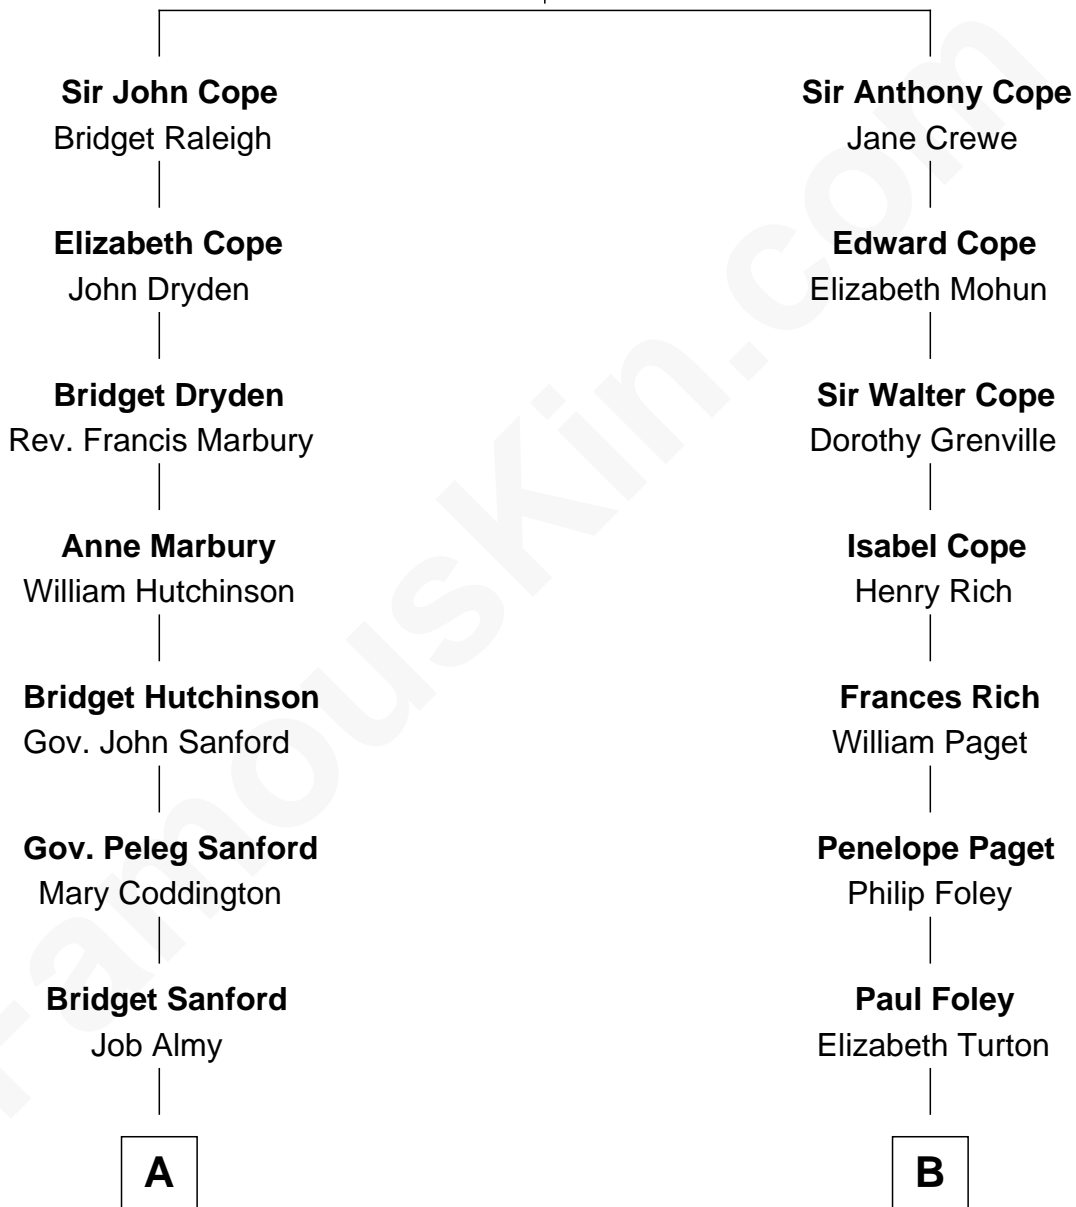 Sir John Cope
Bridget Raleigh
Elizabeth Cope
John Dryden
Bridget Dryden
Rev. Francis Marbury
Anne Marbury
William Hutchinson
Bridget Hutchinson
Gov. John Sanford
Gov. Peleg Sanford
Mary Coddington
Bridget Sanford
Job Almy
A
Sir Anthony Cope
Jane Crewe
Edward Cope
Elizabeth Mohun
Sir Walter Cope
Dorothy Grenville
Isabel Cope
Henry Rich
Frances Rich
William Paget
Penelope Paget
Philip Foley
Paul Foley
Elizabeth Turton
B
FamousKin.com